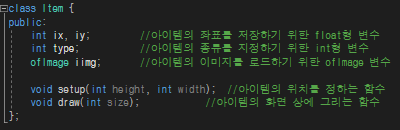 class Item {
public:
int ix, iy; //아이템의 좌표를 저장하기 위한 float형 변수
int type; //아이템의 종류를 지정하기 위한 int형 변수
ofImage iimg; //아이템의 이미지를 로드하기 위한 ofImage 변수
void setup(int height, int width); //아이템의 위치를 정하는 함수
void draw(int size); //아이템의 화면 상에 그리는 함수
};